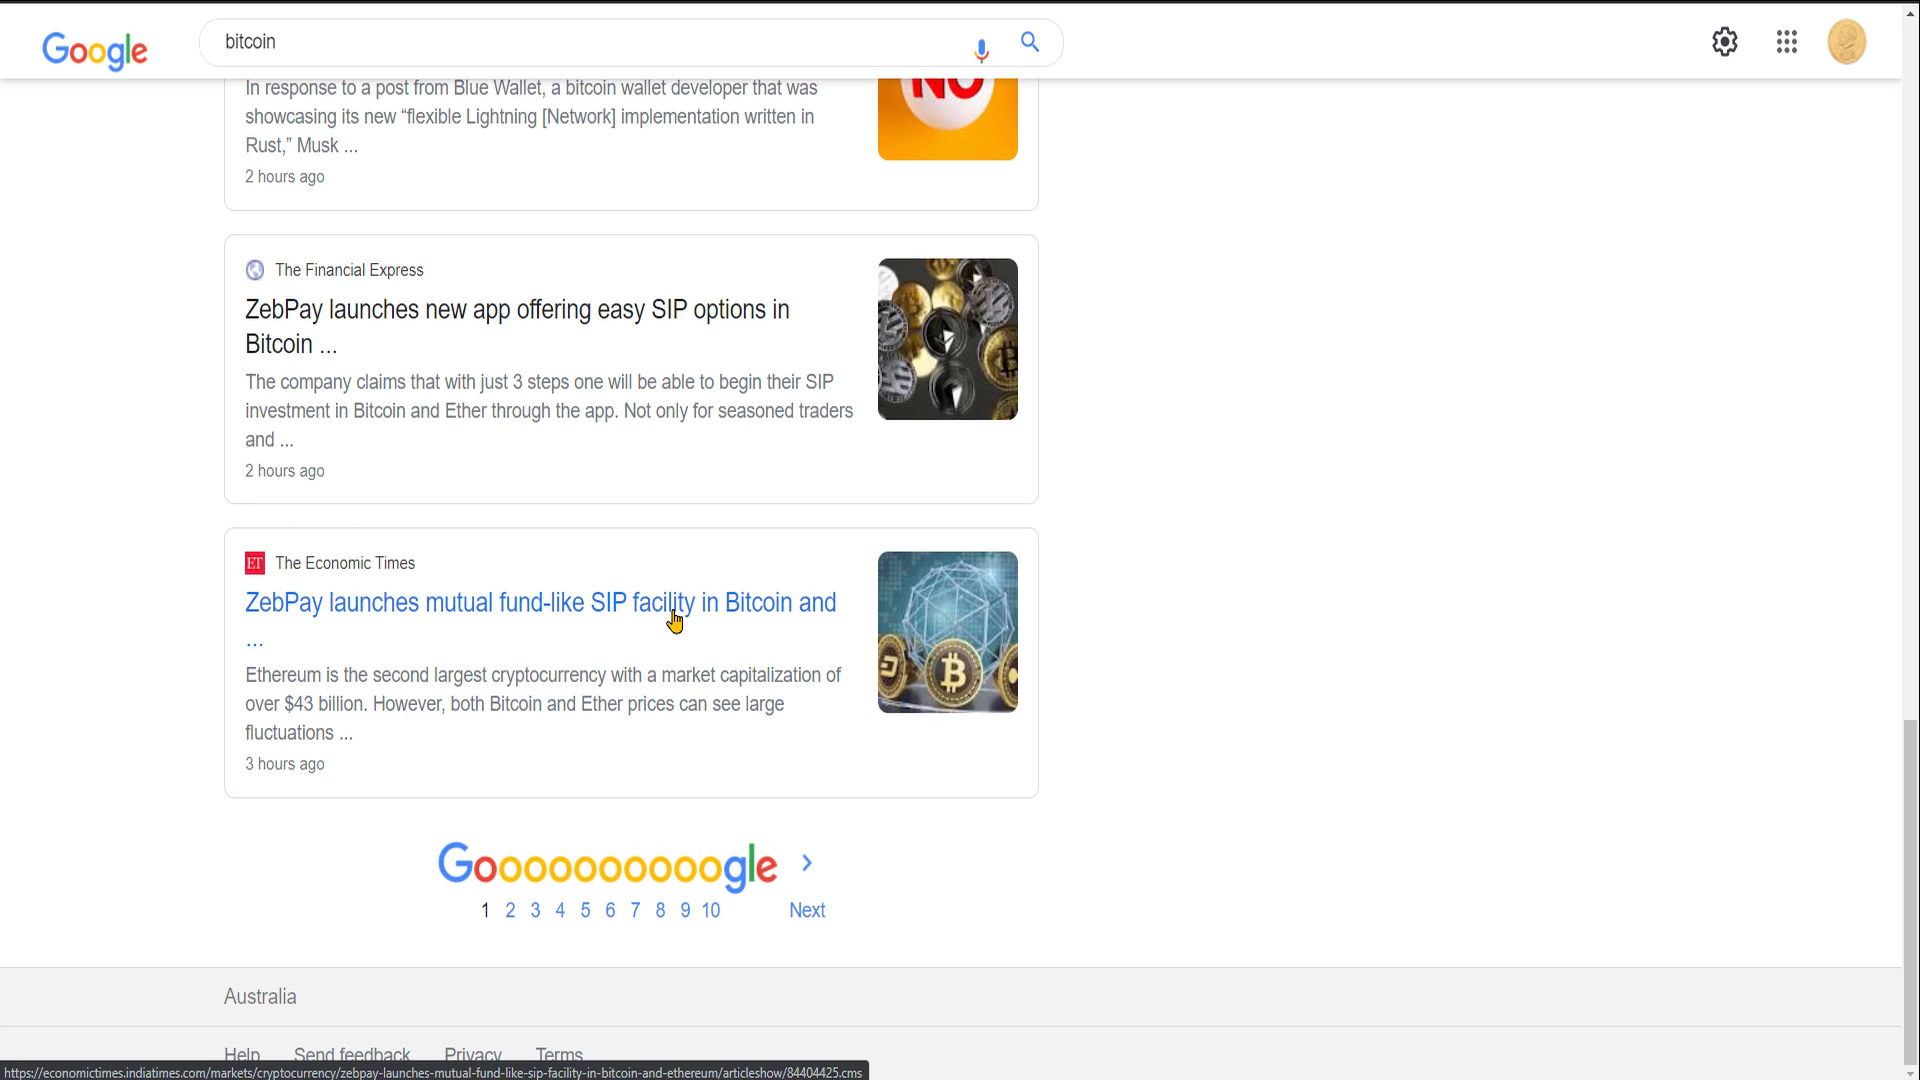 Google
bitcoin
In response to a post from Blue Wallet, a bitcoin wallet developer that was
showcasing its new “flexible Lightning [Network] implementation written in
Rust,” Musk ...
2 hours ago
NO
The Financial Express
ZebPay launches new app offering easy SIP options in
Bitcoin ...
The company claims that with just 3 steps one will be able to begin their SIP
investment in Bitcoin and Ether through the app. Not only for seasoned traders
and ...
2 hours ago
ET The Economic Times
ZebPay launches mutual fund-like SIP facility in Bitcoin and
...
Ethereum is the second largest cryptocurrency with a market capitalization of
over $43 billion. However, both Bitcoin and Ether prices can see large
fluctuations ...
3 hours ago
Goooooooooogle >
1 2 3 4 5 6 7 8 9 10 Next
Australia
Help Send feedback Privacy Terms
https://economictimes.indiatimes.com/markets/cryptocurrency/zebpay-launches-mutual-fund-like-sip-facility-in-bitcoin-and-ethereum/articleshow/84404425.cms